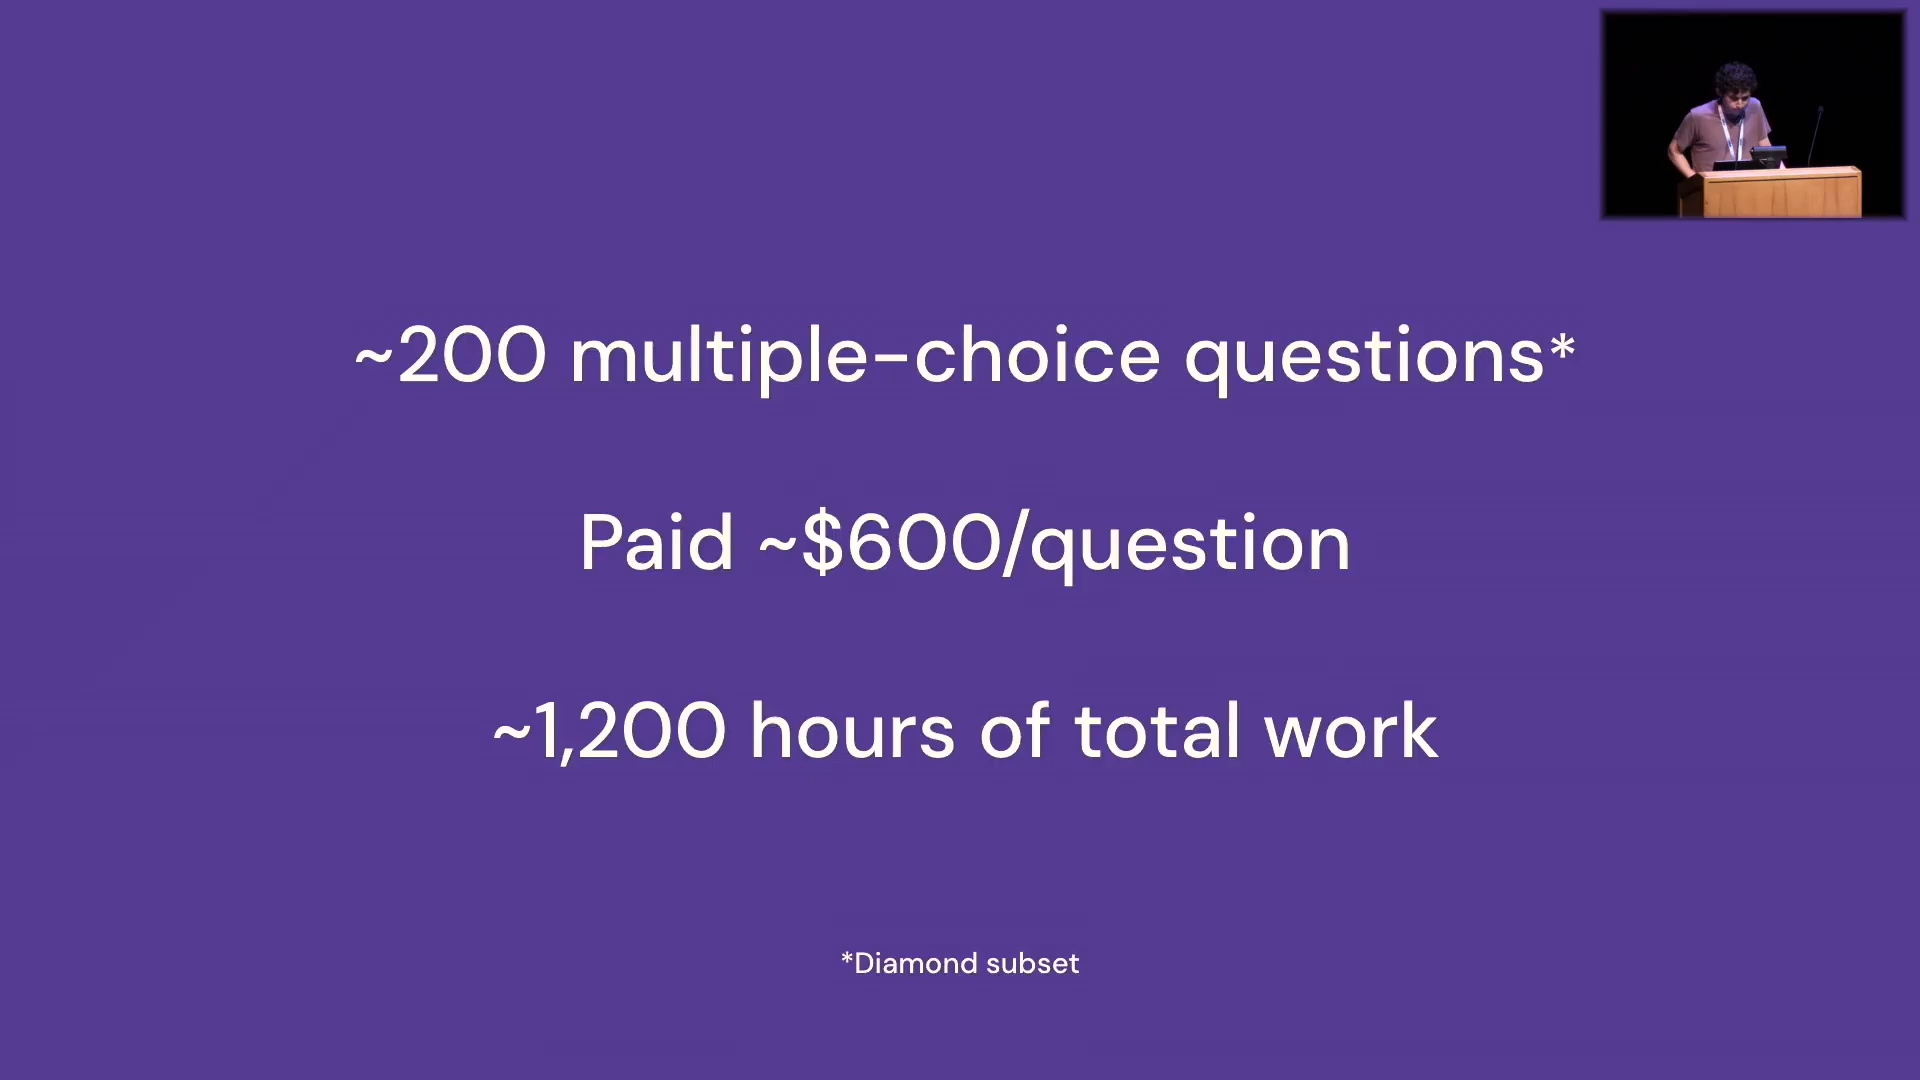 ~200 multiple-choice questions*
Paid ~$600/question
~1,200 hours of total work
*Diamond subset